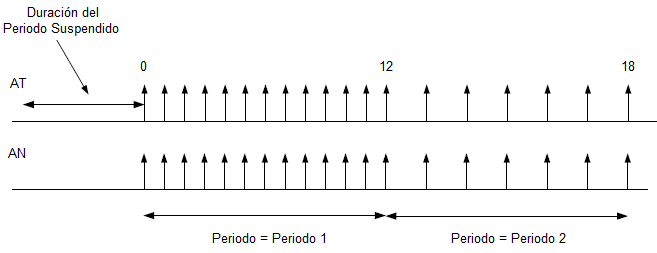 Duración del
Periodo Suspendido
0
12
18
AT
AN
Periodo = Periodo 1
Periodo = Periodo 2